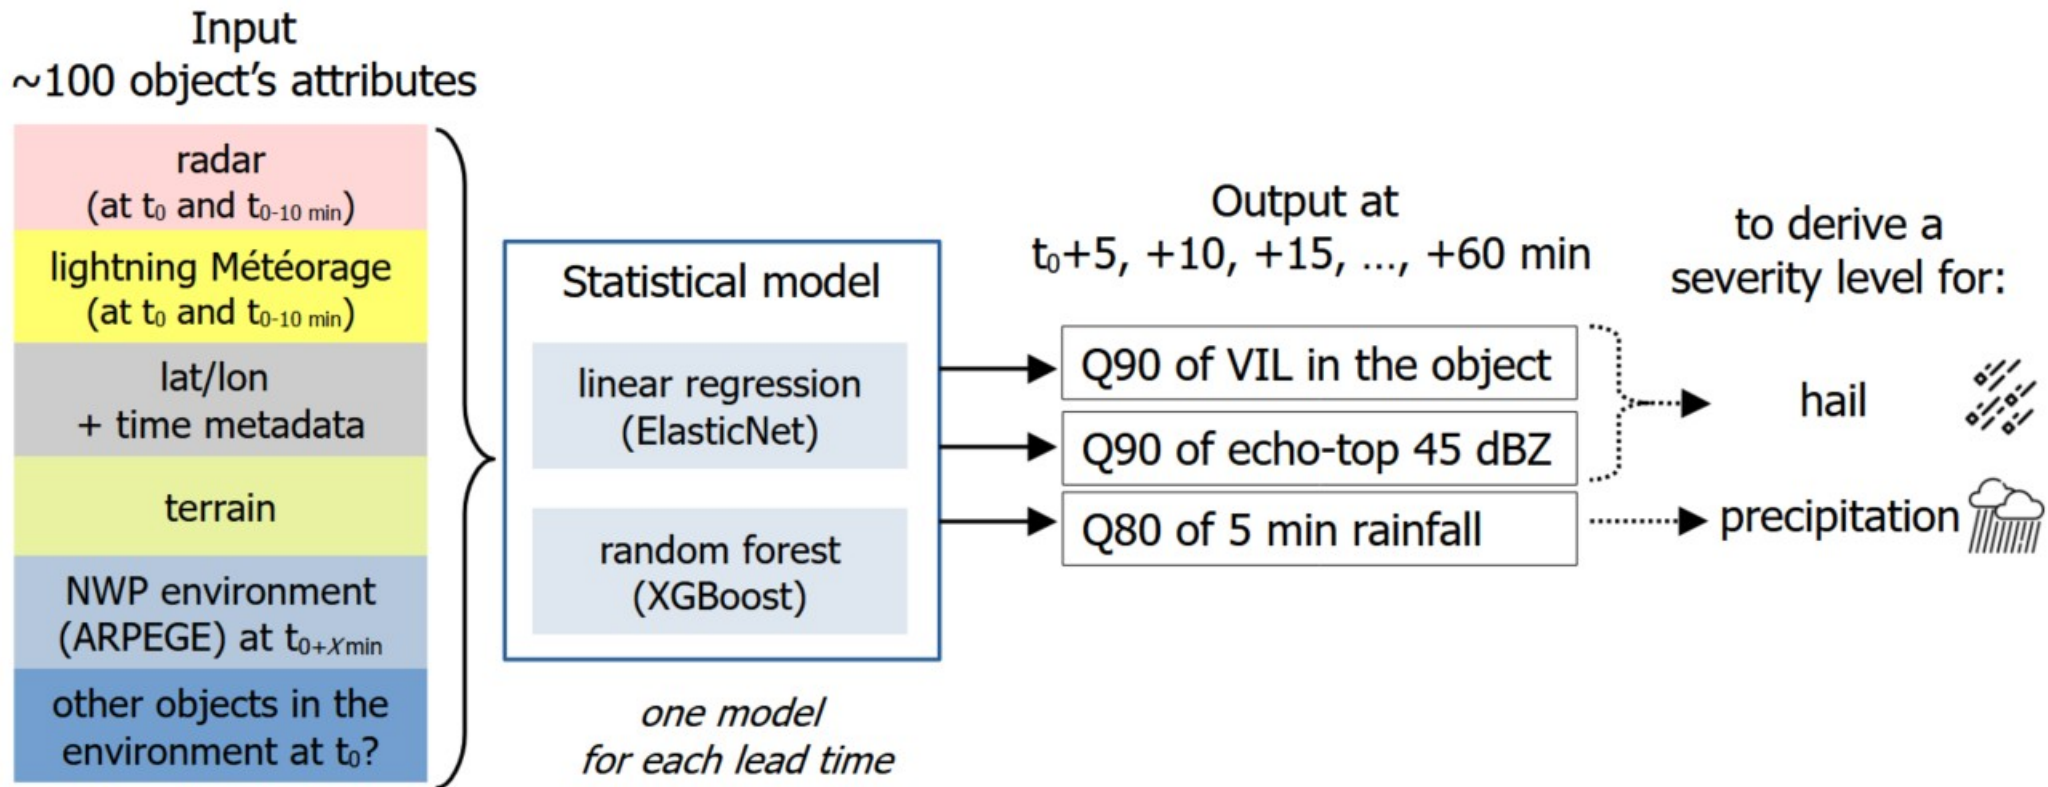 Input
~100 object's attributes
radar
(at t₀ and t₀₋₁₀ min)
lightning Météorage
(at t₀ and t₀₋₁₀ min)
lat/lon
+ time metadata
terrain
NWP environment
(ARPEGE) at t₀₊X min
other objects in the
environment at t₀?
Statistical model
linear regression
(ElasticNet)
random forest
(XGBoost)
one model
for each lead time
Output at
t₀+5, +10, +15, ..., +60 min
Q90 of VIL in the object
Q90 of echo-top 45 dBZ
Q80 of 5 min rainfall
to derive a
severity level for:
hail
precipitation